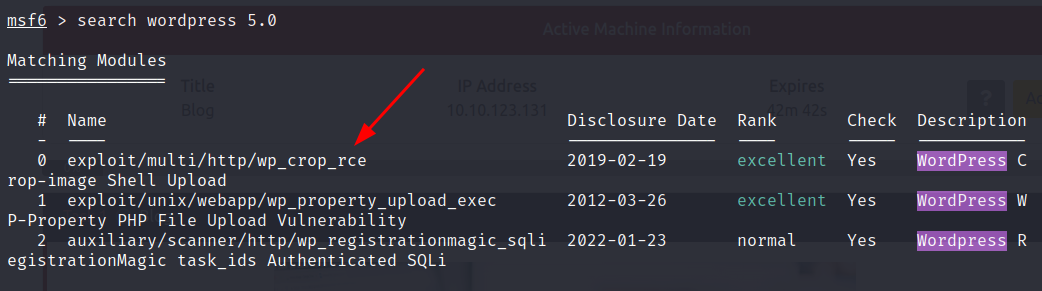 msf6 > search wordpress 5.0
Active Machine Information
Matching Modules
================
Title IP Address Expires
Blog 10.10.123.131 42m 42s ?
# Name Disclosure Date Rank Check Description
- ---- --------------- ---- ----- -----------
0 exploit/multi/http/wp_crop_rce 2019-02-19 excellent Yes WordPress C
rop-image Shell Upload
1 exploit/unix/webapp/wp_property_upload_exec 2012-03-26 excellent Yes WordPress W
P-Property PHP File Upload Vulnerability
2 auxiliary/scanner/http/wp_registrationmagic_sqli 2022-01-23 normal Yes Wordpress R
egistrationMagic task_ids Authenticated SQLi